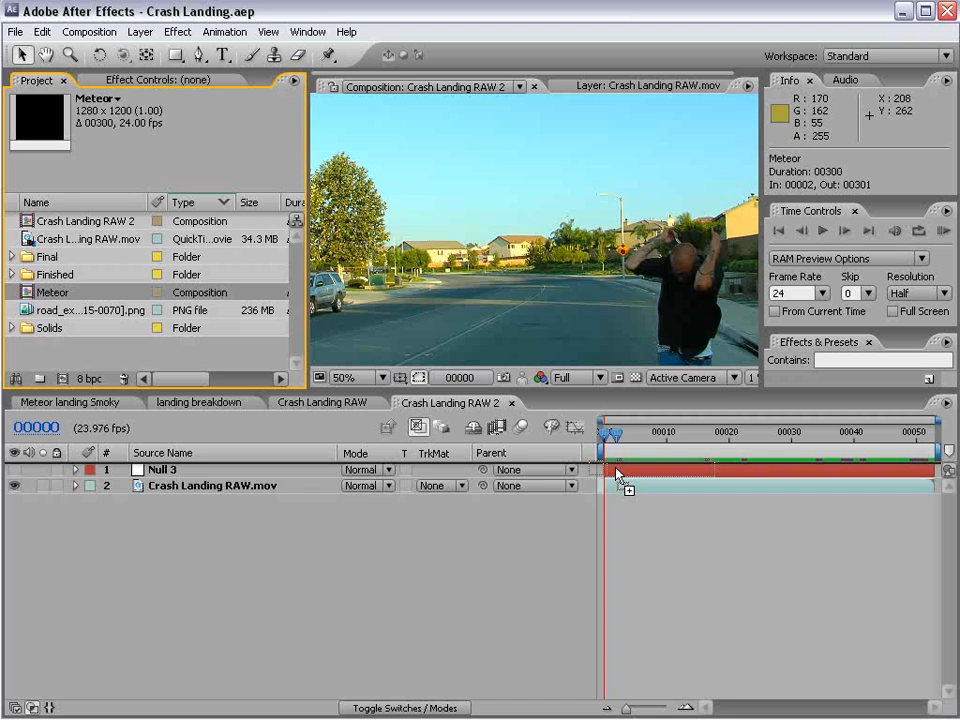 Adobe After Effects - Crash Landing.aep
File Edit Composition Layer Effect Animation View Window Help
Workspace: Standard
Project Effect Controls: (none)
Meteor
1280 x 1200 (1.00)
Δ 00300, 24.00 fps
Name Type Size Dura
Crash Landing RAW 2 Composition
Crash L...ing RAW.mov QuickTi...ovie 34.3 MB
Final Folder
Finished Folder
Meteor Composition
road_ex...15-0070].png PNG file 236 MB
Solids Folder
8 bpc
Composition: Crash Landing RAW 2 Layer: Crash Landing RAW.mov
50% 00000 Full Active Camera 1
Info Audio
R: 170 X: 208
G: 162 Y: 262
B: 55
A: 255
Meteor
Duration: 00300
In: 00002, Out: 00301
Time Controls
RAM Preview Options
Frame Rate Skip Resolution
24 0 Half
From Current Time Full Screen
Effects & Presets
Contains:
Meteor landing Smoky landing breakdown Crash Landing RAW Crash Landing RAW 2
00000 (23.976 fps)
00010 00020 00030 00040 00050
# Source Name Mode T TrkMat Parent
1 Null 3 Normal None
2 Crash Landing RAW.mov Normal None None
Toggle Switches / Modes